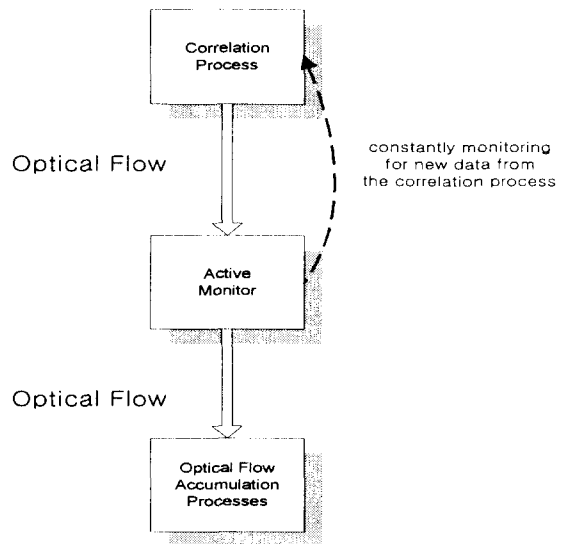 Correlation
Process
Optical Flow
constantly monitoring
for new data from
the correlation process
Active
Monitor
Optical Flow
Optical Flow
Accumulation
Processes